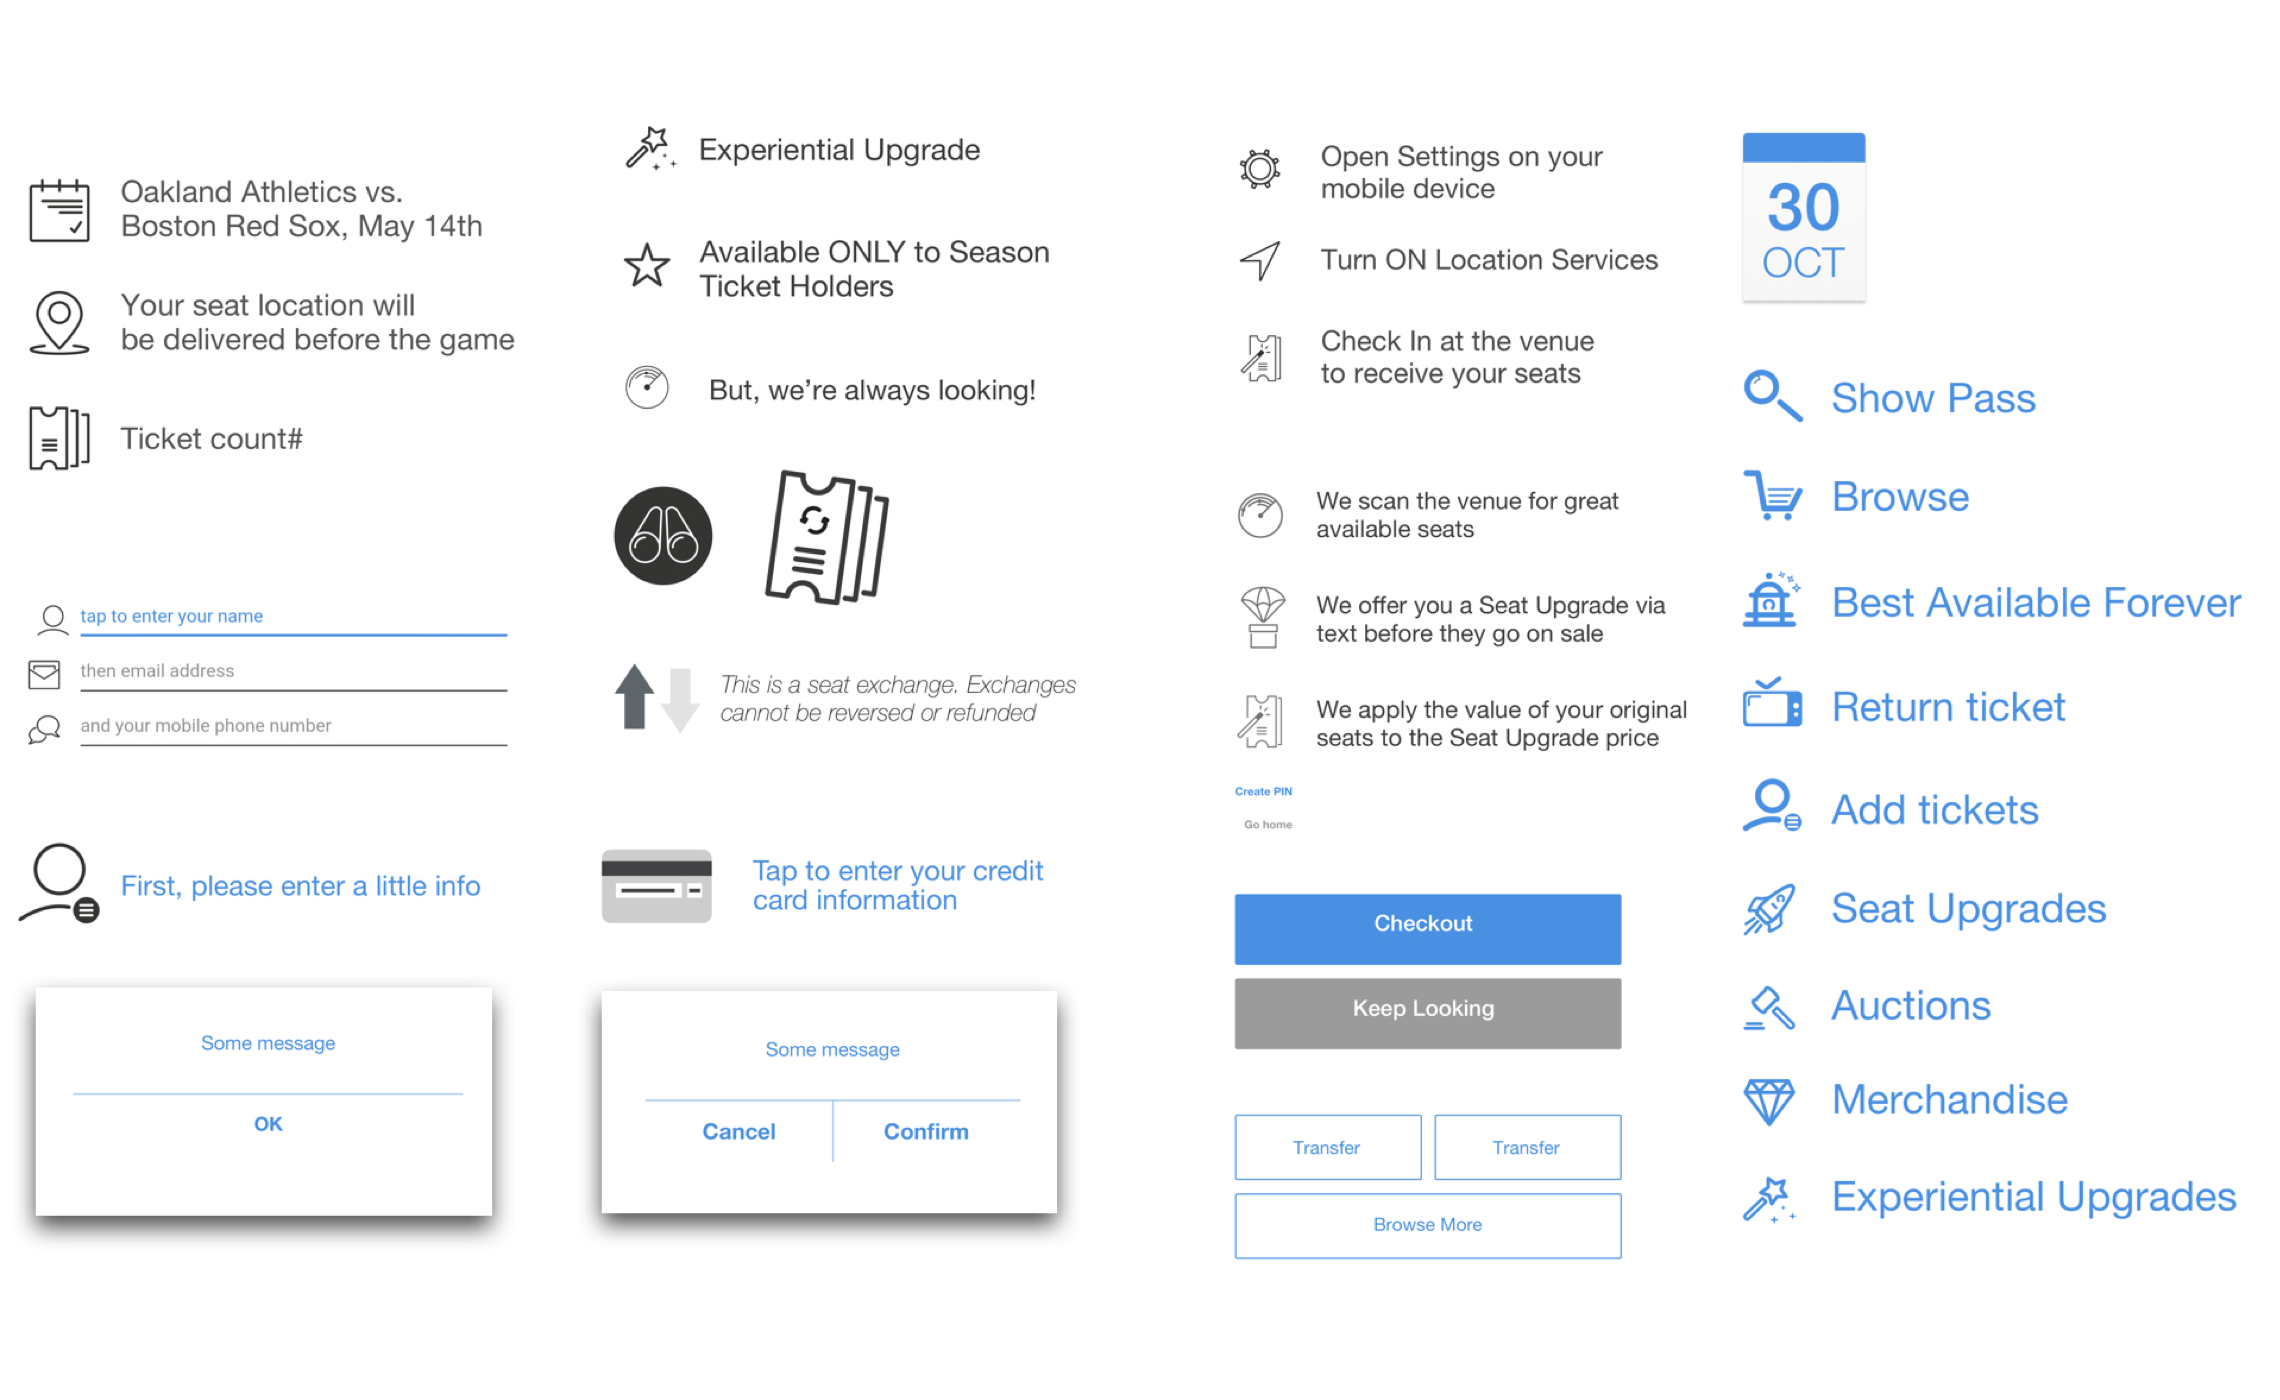 Oakland Athletics vs.
Boston Red Sox, May 14th
Your seat location will
be delivered before the game
Ticket count#
tap to enter your name
then email address
and your mobile phone number
First, please enter a little info
Some message
OK
Experiential Upgrade
Available ONLY to Season
Ticket Holders
But, we’re always looking!
This is a seat exchange. Exchanges
cannot be reversed or refunded
Tap to enter your credit
card information
Some message
Cancel
Confirm
Open Settings on your
mobile device
Turn ON Location Services
Check In at the venue
to receive your seats
We scan the venue for great
available seats
We offer you a Seat Upgrade via
text before they go on sale
We apply the value of your original
seats to the Seat Upgrade price
Create PIN
Go home
Checkout
Keep Looking
Transfer
Transfer
Browse More
30
OCT
Show Pass
Browse
Best Available Forever
Return ticket
Add tickets
Seat Upgrades
Auctions
Merchandise
Experiential Upgrades